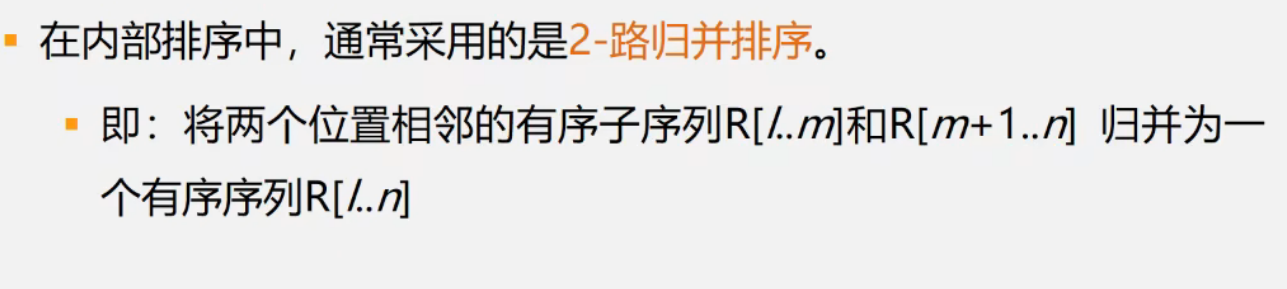 在内部排序中，通常采用的是2-路归并排序。
即：将两个位置相邻的有序子序列R[l..m]和R[m+1..n] 归并为一
个有序序列R[l..n]